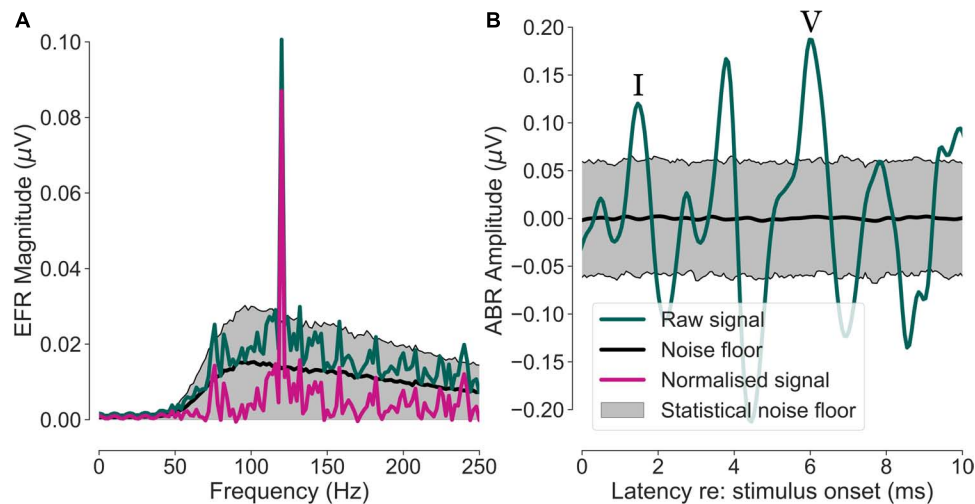 A
EFR Magnitude (μV)
0.10
0.08
0.06
0.04
0.02
0.00
0
50
100
150
200
250
Frequency (Hz)
B
ABR Amplitude (μV)
0.20
0.15
0.10
0.05
0.00
−0.05
−0.10
−0.15
−0.20
I
V
Raw signal
Noise floor
Normalised signal
Statistical noise floor
0
2
4
6
8
10
Latency re: stimulus onset (ms)